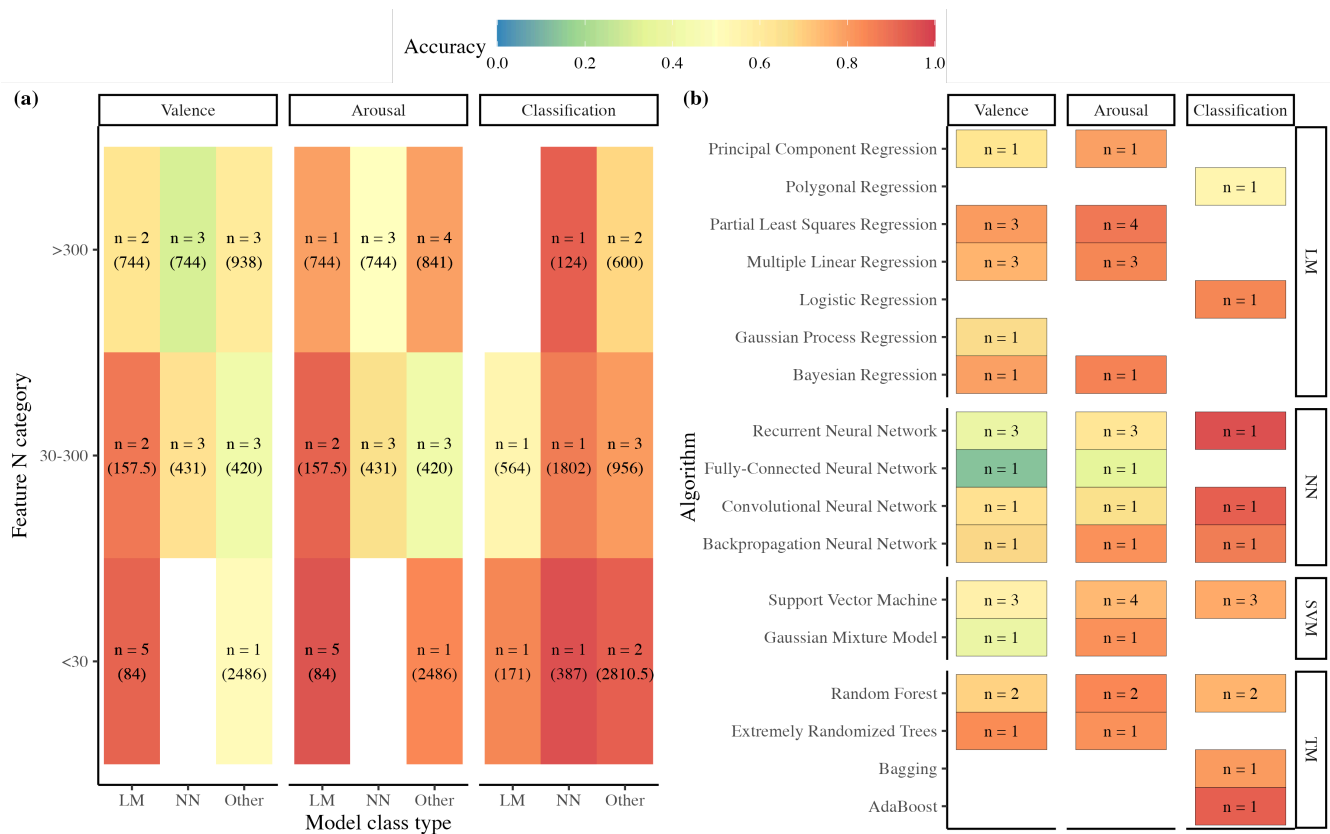 Accuracy
0.0 0.2 0.4 0.6 0.8 1.0
(a)
Valence Arousal Classification
Feature N category
>300
n = 2 n = 3 n = 3 n = 1 n = 3 n = 4 n = 1 n = 2
(744) (744) (938) (744) (744) (841) (124) (600)
30-300
n = 2 n = 3 n = 3 n = 2 n = 3 n = 3 n = 1 n = 1 n = 3
(157.5) (431) (420) (157.5) (431) (420) (564) (1802) (956)
<30
n = 5 n = 1 n = 5 n = 1 n = 1 n = 1 n = 2
(84) (2486) (84) (2486) (171) (387) (2810.5)
LM NN Other LM NN Other LM NN Other
Model class type
(b)
Valence Arousal Classification
Algorithm
Principal Component Regression n = 1 n = 1
Polygonal Regression n = 1
Partial Least Squares Regression n = 3 n = 4
Multiple Linear Regression n = 3 n = 3
Logistic Regression n = 1
Gaussian Process Regression n = 1
Bayesian Regression n = 1 n = 1
LM
Recurrent Neural Network n = 3 n = 3 n = 1
Fully-Connected Neural Network n = 1 n = 1
Convolutional Neural Network n = 1 n = 1 n = 1
Backpropagation Neural Network n = 1 n = 1 n = 1
NN
Support Vector Machine n = 3 n = 4 n = 3
Gaussian Mixture Model n = 1 n = 1
SVM
Random Forest n = 2 n = 2 n = 2
Extremely Randomized Trees n = 1 n = 1
Bagging n = 1
AdaBoost n = 1
TM